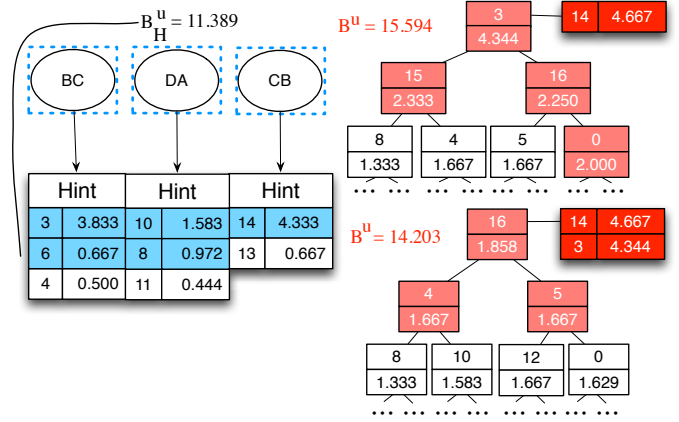 B^u_H = 11.389
BC DA CB
Hint Hint Hint
3 3.833 10 1.583 14 4.333
6 0.667 8 0.972 13 0.667
4 0.500 11 0.444
B^u = 15.594
3 14 4.667
4.344
15 16
2.333 2.250
8 4 5 0
1.333 1.667 1.667 2.000
... ... ... ... ... ... ... ...
B^u = 14.203
16 14 4.667
1.858 3 4.344
4 5
1.667 1.667
8 10 12 0
1.333 1.583 1.667 1.629
... ... ... ... ... ... ... ...